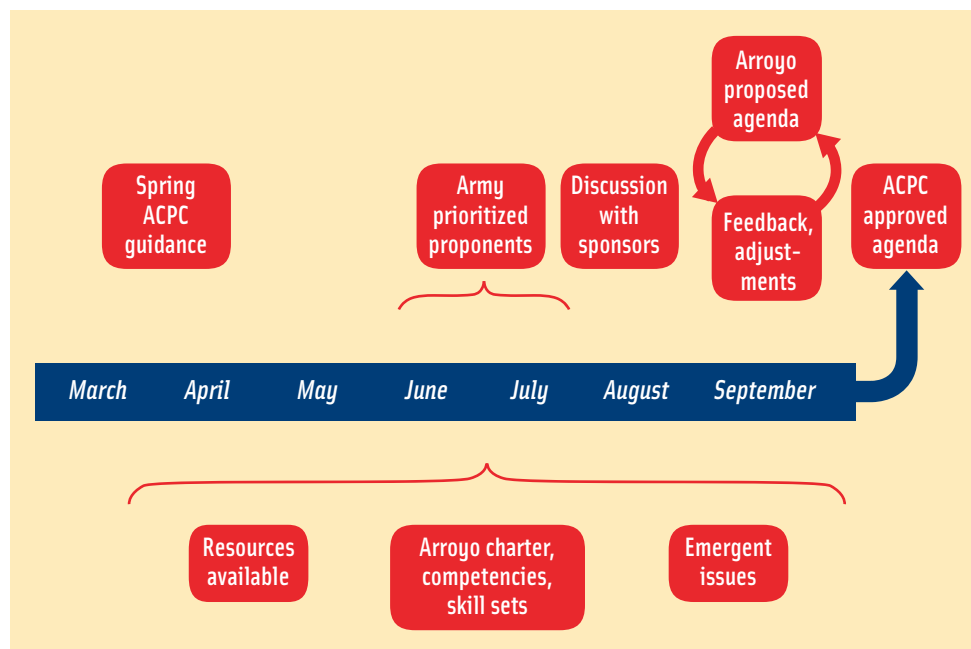 Arroyo
proposed
agenda
Spring
ACPC
guidance
Army
prioritized
proponents
Discussion
with
sponsors
Feedback,
adjust-
ments
ACPC
approved
agenda
March April May June July August September
Resources
available
Arroyo charter,
competencies,
skill sets
Emergent
issues